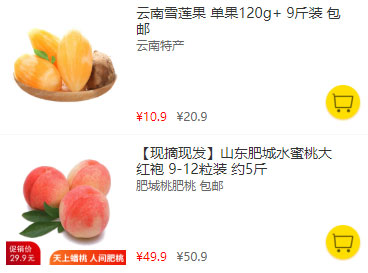 云南雪莲果 单果120g+ 9斤装 包
邮
云南特产
¥10.9 ¥20.9
【现摘现发】山东肥城水蜜桃大
红袍 9-12粒装 约5斤
肥城桃肥桃 包邮
促销价
29.9元
天上蟠桃 人间肥桃
¥49.9 ¥50.9